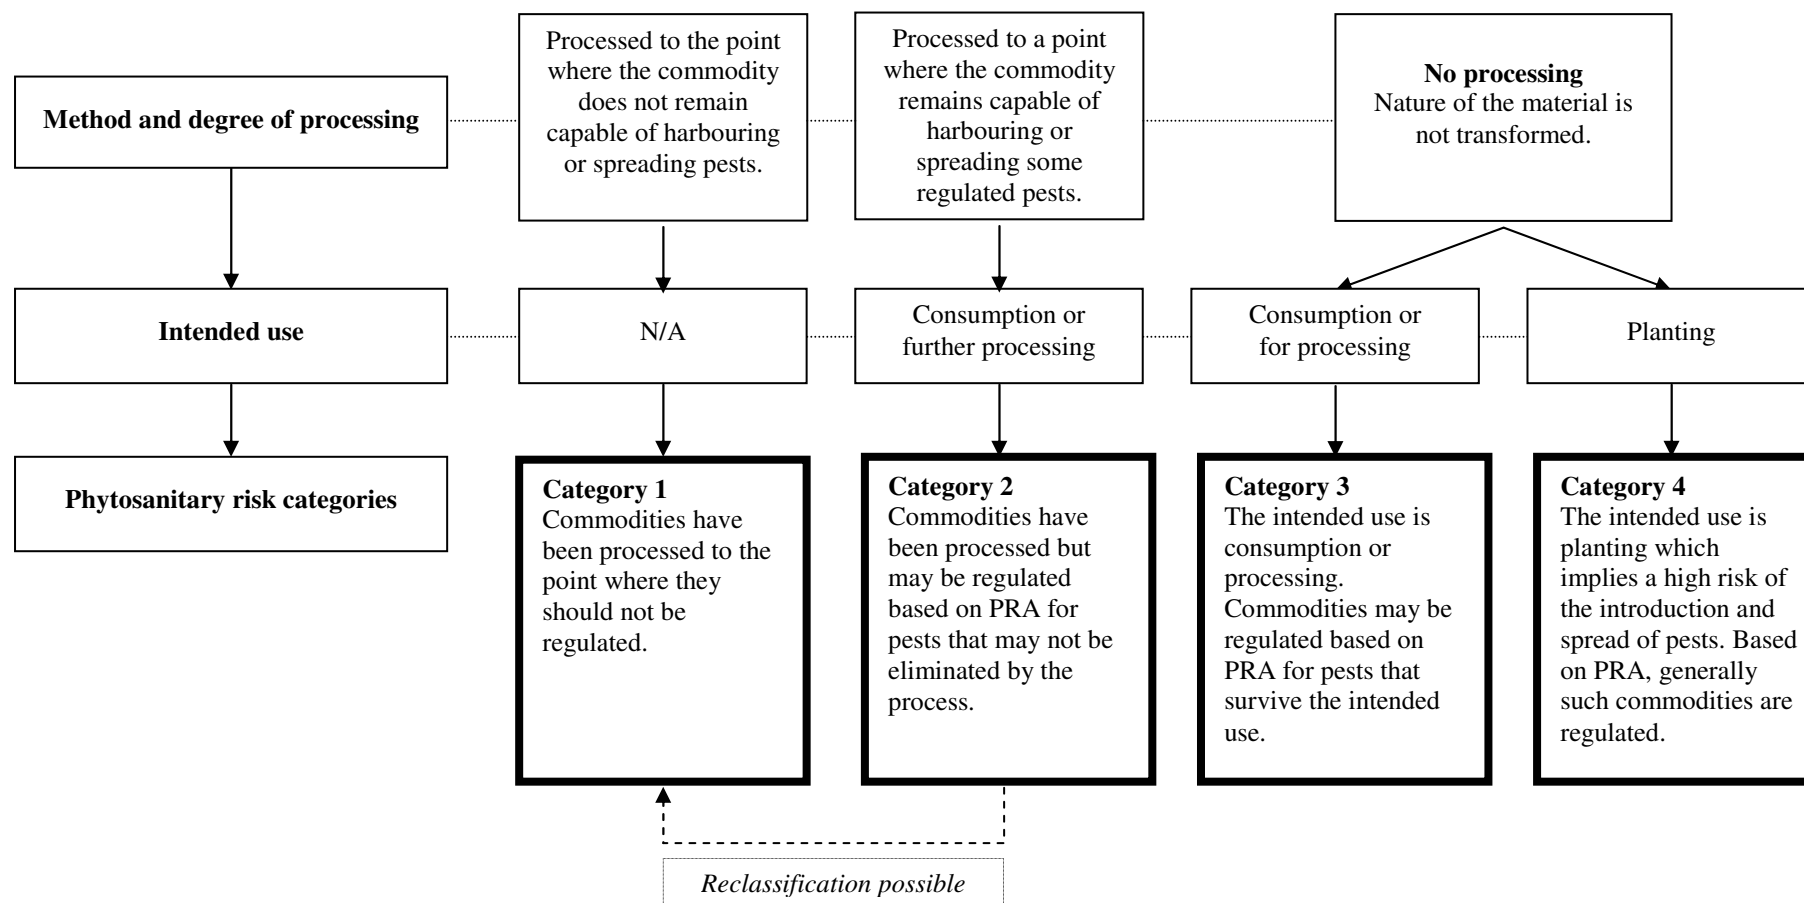 Method and degree of processing
Processed to the point
where the commodity
does not remain
capable of harbouring
or spreading pests.
Processed to a point
where the commodity
remains capable of
harbouring or
spreading some
regulated pests.
No processing
Nature of the material is
not transformed.
Intended use
N/A
Consumption or
further processing
Consumption or
for processing
Planting
Phytosanitary risk categories
Category 1
Commodities have
been processed to the
point where they
should not be
regulated.
Category 2
Commodities have
been processed but
may be regulated
based on PRA for
pests that may not be
eliminated by the
process.
Category 3
The intended use is
consumption or
processing.
Commodities may be
regulated based on
PRA for pests that
survive the intended
use.
Category 4
The intended use is
planting which
implies a high risk of
the introduction and
spread of pests. Based
on PRA, generally
such commodities are
regulated.
Reclassification possible